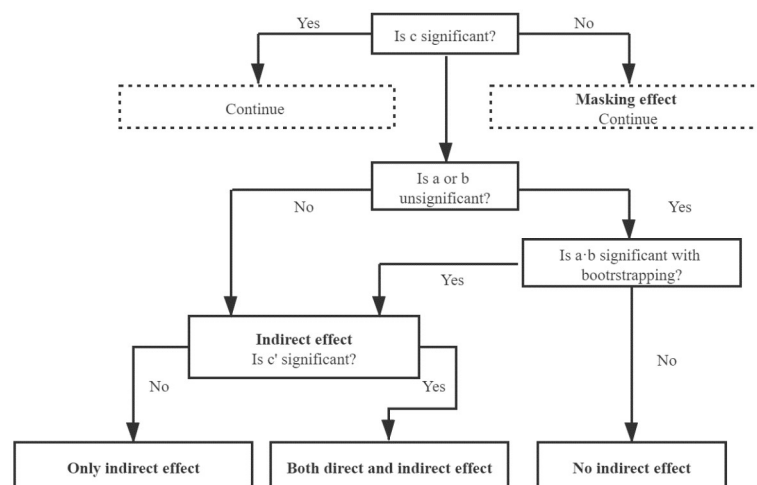 Yes
No
Is c significant?
Continue
Masking effect
Continue
Is a or b
unsignificant?
No
Yes
Is a·b significant with
bootrstrapping?
Yes
Indirect effect
Is c' significant?
No
No
Yes
Only indirect effect
Both direct and indirect effect
No indirect effect